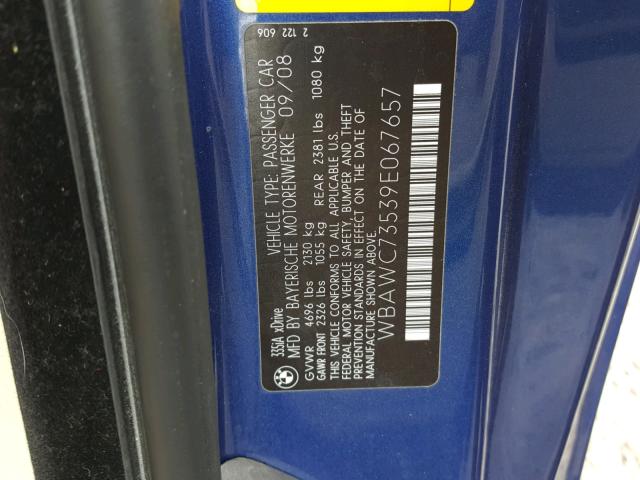 335iA xDrive
VEHICLE TYPE: PASSENGER CAR
2 122 606
MFD BY BAYERISCHE MOTORENWERKE 09/08
GVWR 4696 lbs 2130 kg
GAWR FRONT 2326 lbs 1055 kg REAR 2381 lbs 1080 kg
THIS VEHICLE CONFORMS TO ALL APPLICABLE U.S.
FEDERAL MOTOR VEHICLE SAFETY, BUMPER AND THEFT
PREVENTION STANDARDS IN EFFECT ON THE DATE OF
MANUFACTURE SHOWN ABOVE.
WBAWC73539E067657